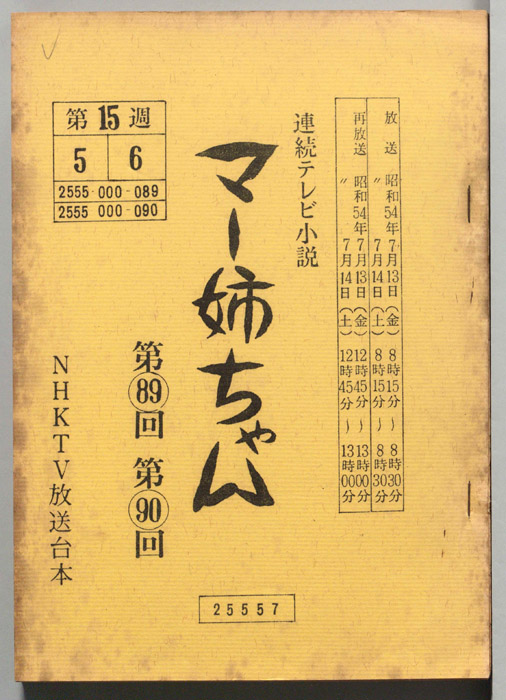 放送 昭和54年7月13日(金) 8時15分～8時30分
〃 7月14日(土) 8時15分～8時30分
再放送 昭和54年7月13日(金) 12時45分～13時00分
〃 7月14日(土) 12時45分～13時00分
連続テレビ小説
マー姉ちゃん
第89回 第90回
第15週
5 6
2555-000-089
2555 000-090
NHKTV放送台本
25557